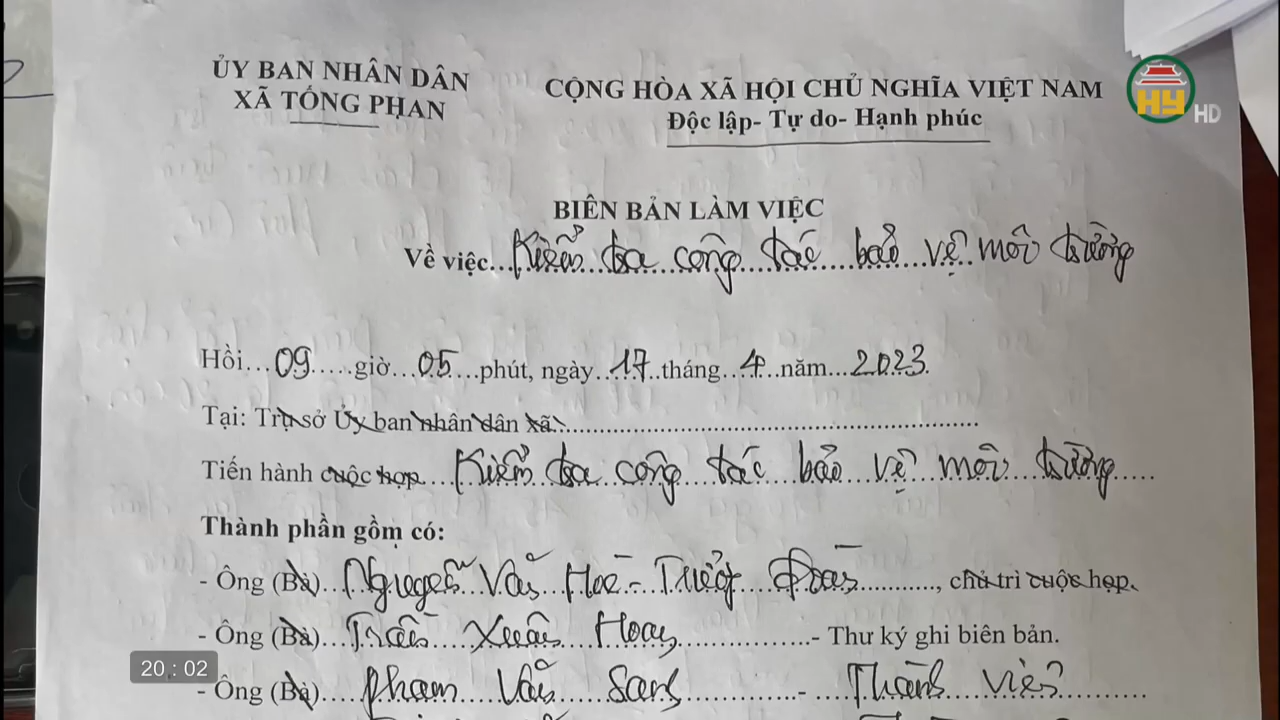 ỦY BAN NHÂN DÂN
XÃ TỐNG PHAN
CỘNG HÒA XÃ HỘI CHỦ NGHĨA VIỆT NAM
Độc lập- Tự do- Hạnh phúc
HY HD
BIÊN BẢN LÀM VIỆC
Về việc...Kiểm tra công tác bảo vệ môi trường
Hồi...09.....giờ...05...phút, ngày..17..tháng..4..năm...2023.
Tại: Trụ sở Ủy ban nhân dân xã
Tiến hành cuộc họp...Kiểm tra công tác bảo vệ môi trường
Thành phần gồm có:
- Ông (Bà)...Nguyễn Văn - Trưởng Đoàn..., chủ trì cuộc họp.
- Ông (Bà)...Trần Xuân...- Thư ký ghi biên bản.
- Ông (Bà)...Phạm Văn Sang...-...Thành viên
20 : 02